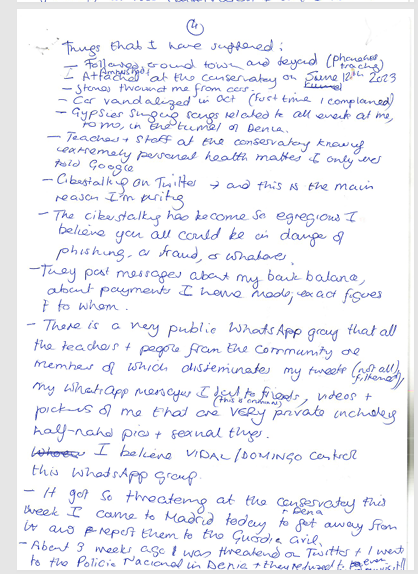 4
Things that I have suffered:
- Followed around town and beyond (phone has tracker)
- Ambushed + Attacked at the conservatory on June 12th, 2023
- Stones thrown at me from cars.
- Car vandalized in Oct (first time I complained)
- Gypsies singing songs related to all event at me, to me, in the tunnel of Denia.
- Teachers + Staff at the conservatory knowing
extremely personal health matters I only ever
told Google
- Ciberstalking on Twitter → and this is the main
reason I'm writing
- The ciberstalking has become so egregious I
believe you all could be in danger of
phishing, or fraud, or whatever.
- They post messages about my bank balance,
about payments I have made, exact figures
+ to whom.
- There is a very public WhatsApp group that all
the teachers + people from the community are
members of which disseminates my tweets (not all, filtered),
my WhatsApp messages I sent to friends, videos +
(this is criminal)
pictures of me that are VERY private including
half-naked pics + sexual things.
I believe VIDAL/DOMINGO control
this WhatsApp group.
- It got so threatening at the conservatory + Denia this
week I came to Madrid today to get away from
it and report them to the Guardia Civil.
- About 3 weeks ago I was threatened on Twitter + I went
to the Policia Nacional in Denia + they refused to